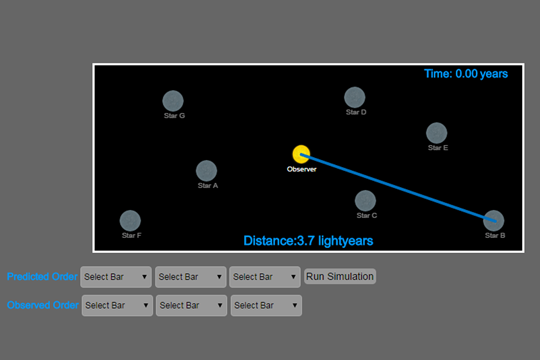 Time: 0.00 years
Star G
Star D
Star E
Observer
Star A
Star C
Star F
Star B
Distance:3.7 lightyears
Predicted Order Select Bar Select Bar Select Bar Run Simulation
Observed Order Select Bar Select Bar Select Bar